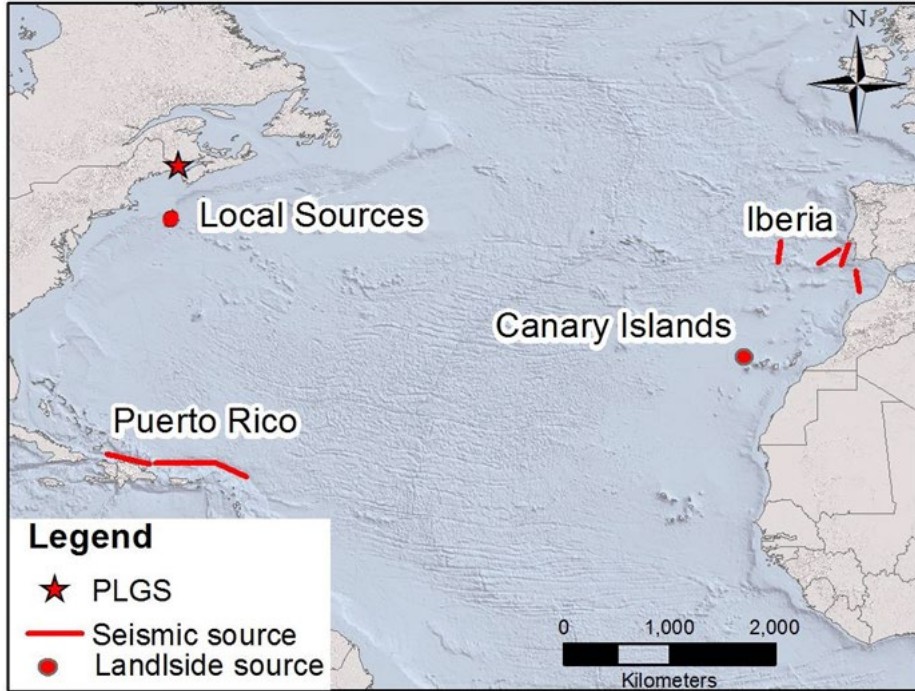 N
Local Sources
Iberia
Canary Islands
Puerto Rico
Legend
PLGS
Seismic source
Landlside source
0 1,000 2,000
Kilometers